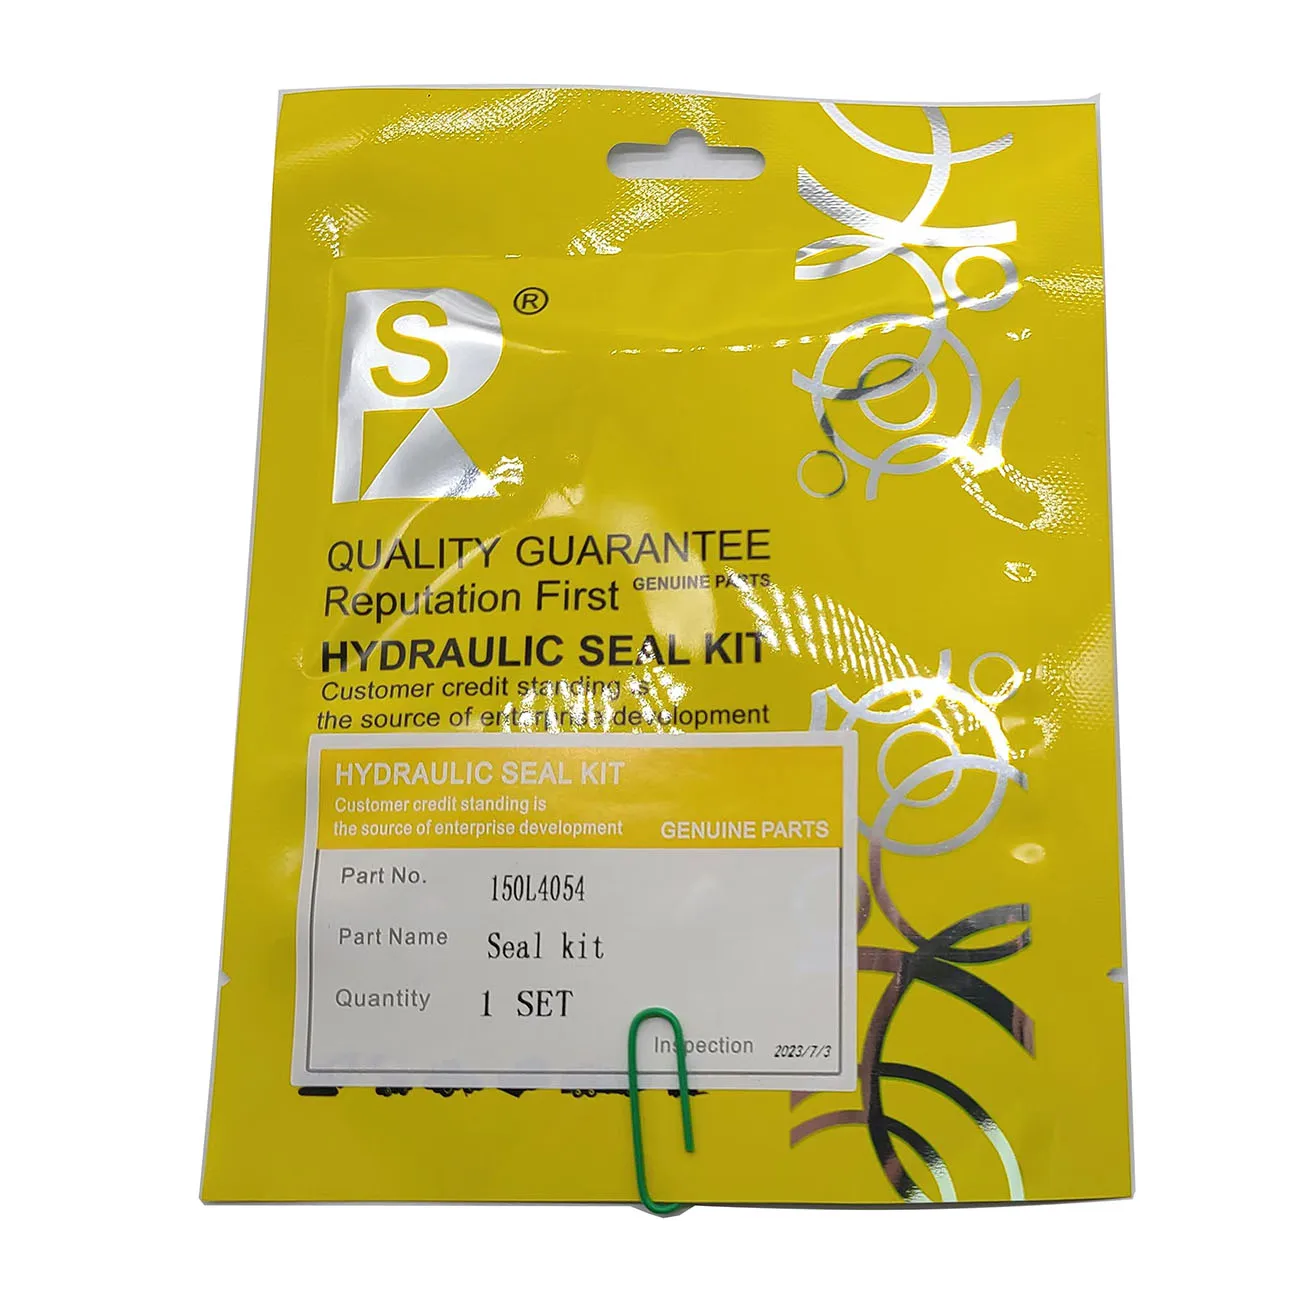 S
®
QUALITY GUARANTEE
Reputation First GENUINE PARTS
HYDRAULIC SEAL KIT
Customer credit standing is
the source of enterprise development
HYDRAULIC SEAL KIT
Customer credit standing is
the source of enterprise development GENUINE PARTS
Part No. 150L4054
Part Name Seal kit
Quantity 1 SET
Inspection 2023/7/3